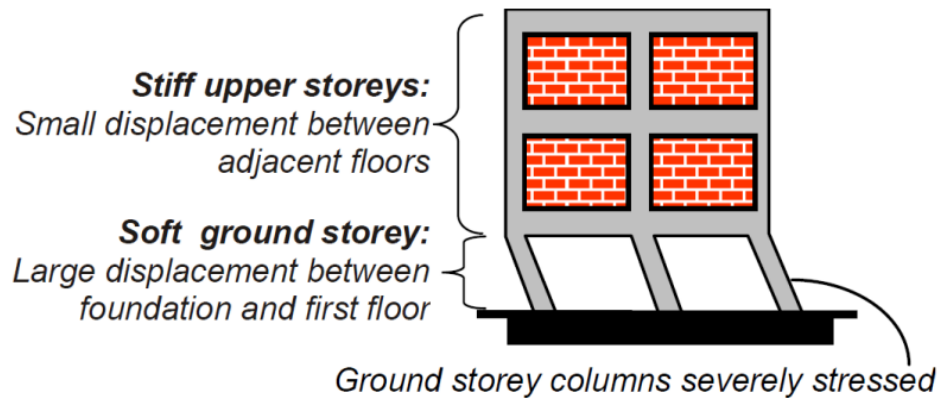 Stiff upper storeys:
Small displacement between
adjacent floors
Soft ground storey:
Large displacement between
foundation and first floor
Ground storey columns severely stressed